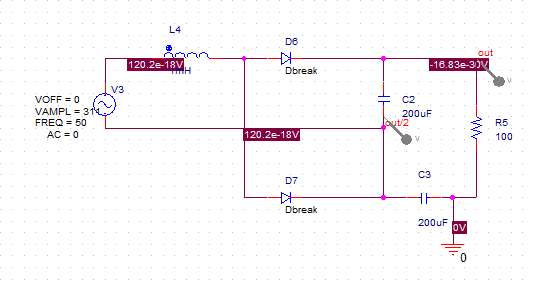 L4
D6
out
120.2e-18V
-16.83e-30V
1mH
Dbreak
V3
C2
VOFF = 0
VAMPL = 311
FREQ = 50
AC = 0
200uF
out/2
R5
100
120.2e-18V
D7
C3
Dbreak
200uF
0V
0
V
V